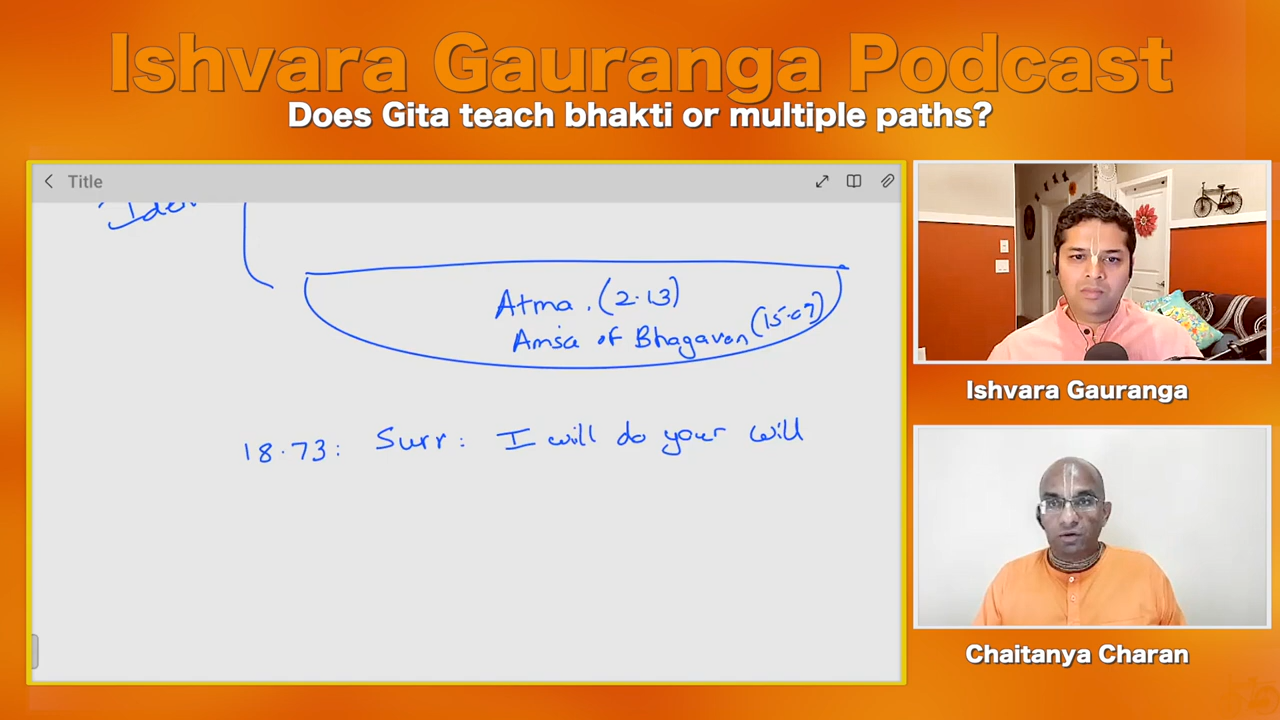 Ishvara Gauranga Podcast
Does Gita teach bhakti or multiple paths?
Title
Atma. (2.13)
Amsa of Bhagavan (15.07)
18.73: Surr: I will do your will
Ishvara Gauranga
Chaitanya Charan